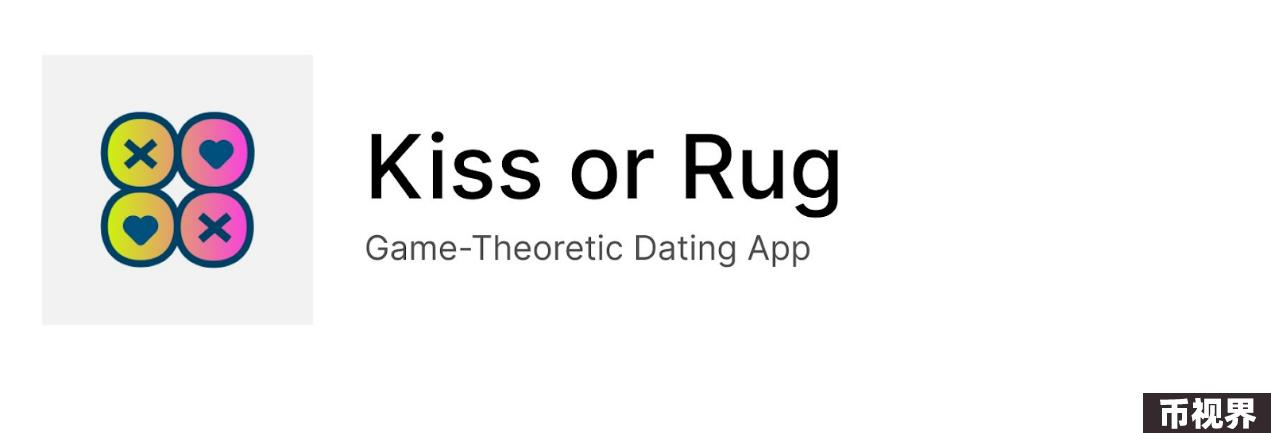 Kiss or Rug
Game-Theoretic Dating App
币视界